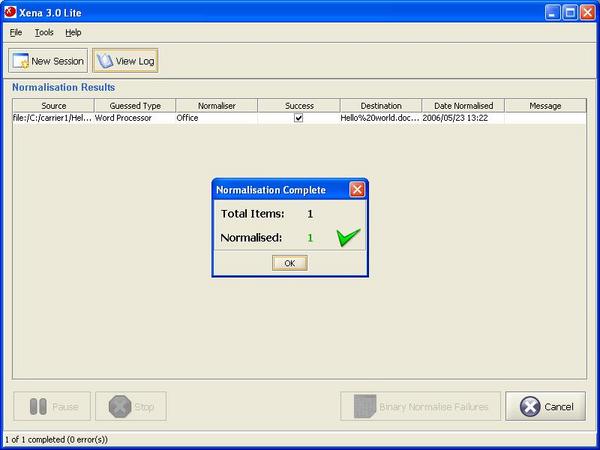 Xena 3.0 Lite
File Tools Help
New Session View Log
Normalisation Results
Source Guessed Type Normaliser Success Destination Date Normalised Message
file:/C:/carrier1/Hel... Word Processor Office Hello%20world.doc... 2006/05/23 13:22
Normalisation Complete
Total Items: 1
Normalised: 1
OK
Pause Stop Binary Normalise Failures Cancel
1 of 1 completed (0 error(s))